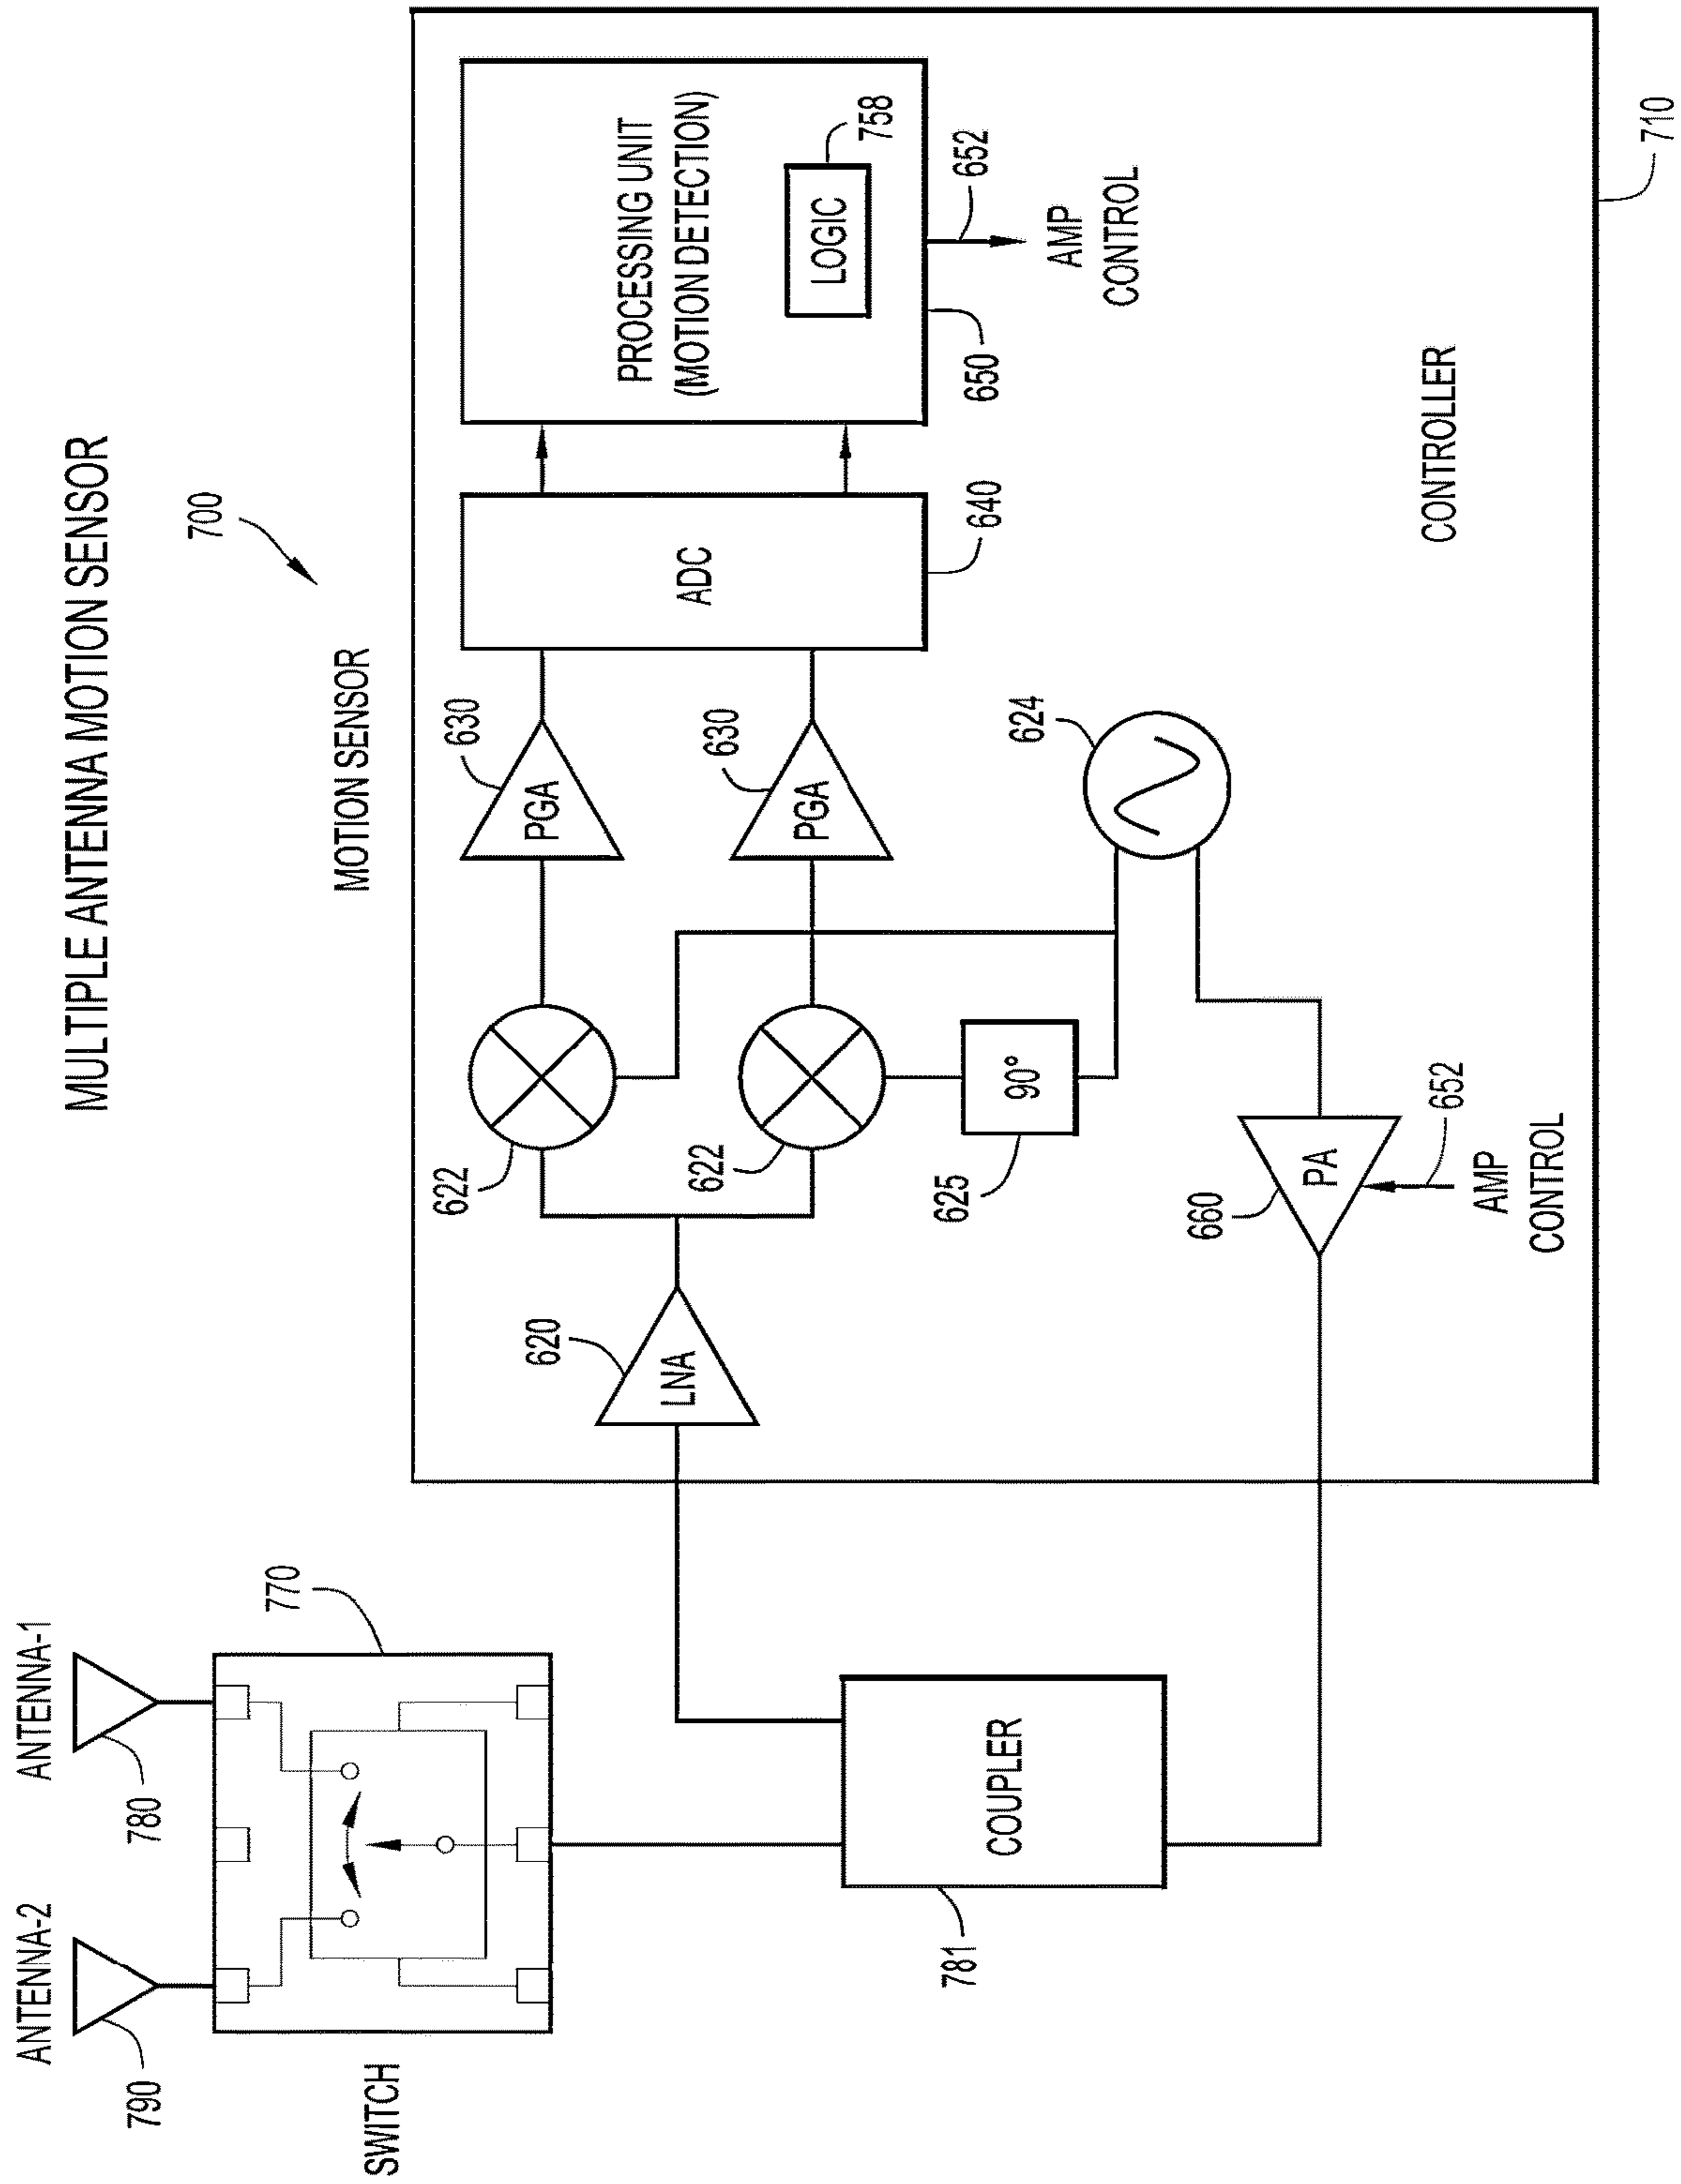 MULTIPLE ANTENNA MOTION SENSOR
700
MOTION SENSOR
ANTENNA-2
ANTENNA-1
790
780
770
SWITCH
COUPLER
781
620
LNA
622
622
625
90°
630
PGA
630
PGA
624
ADC
640
PROCESSING UNIT
(MOTION DETECTION)
LOGIC
758
650
652
AMP
CONTROL
660
PA
652
AMP
CONTROL
CONTROLLER
710